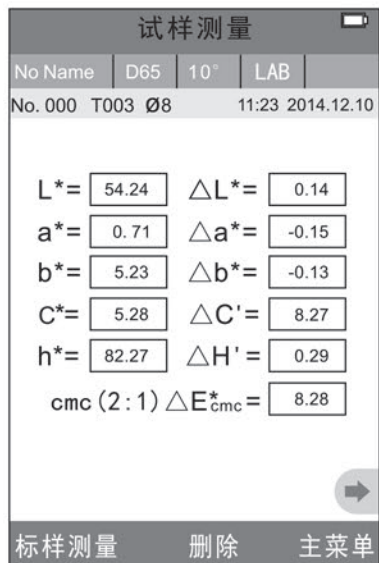 试样测量
No Name D65 10° LAB
No. 000 T003 Ø8 11:23 2014.12.10
L*= 54.24 △L*= 0.14
a*= 0.71 △a*= -0.15
b*= 5.23 △b*= -0.13
C*= 5.28 △C'= 8.27
h*= 82.27 △H'= 0.29
cmc(2:1)△E*cmc= 8.28
标样测量 删除 主菜单